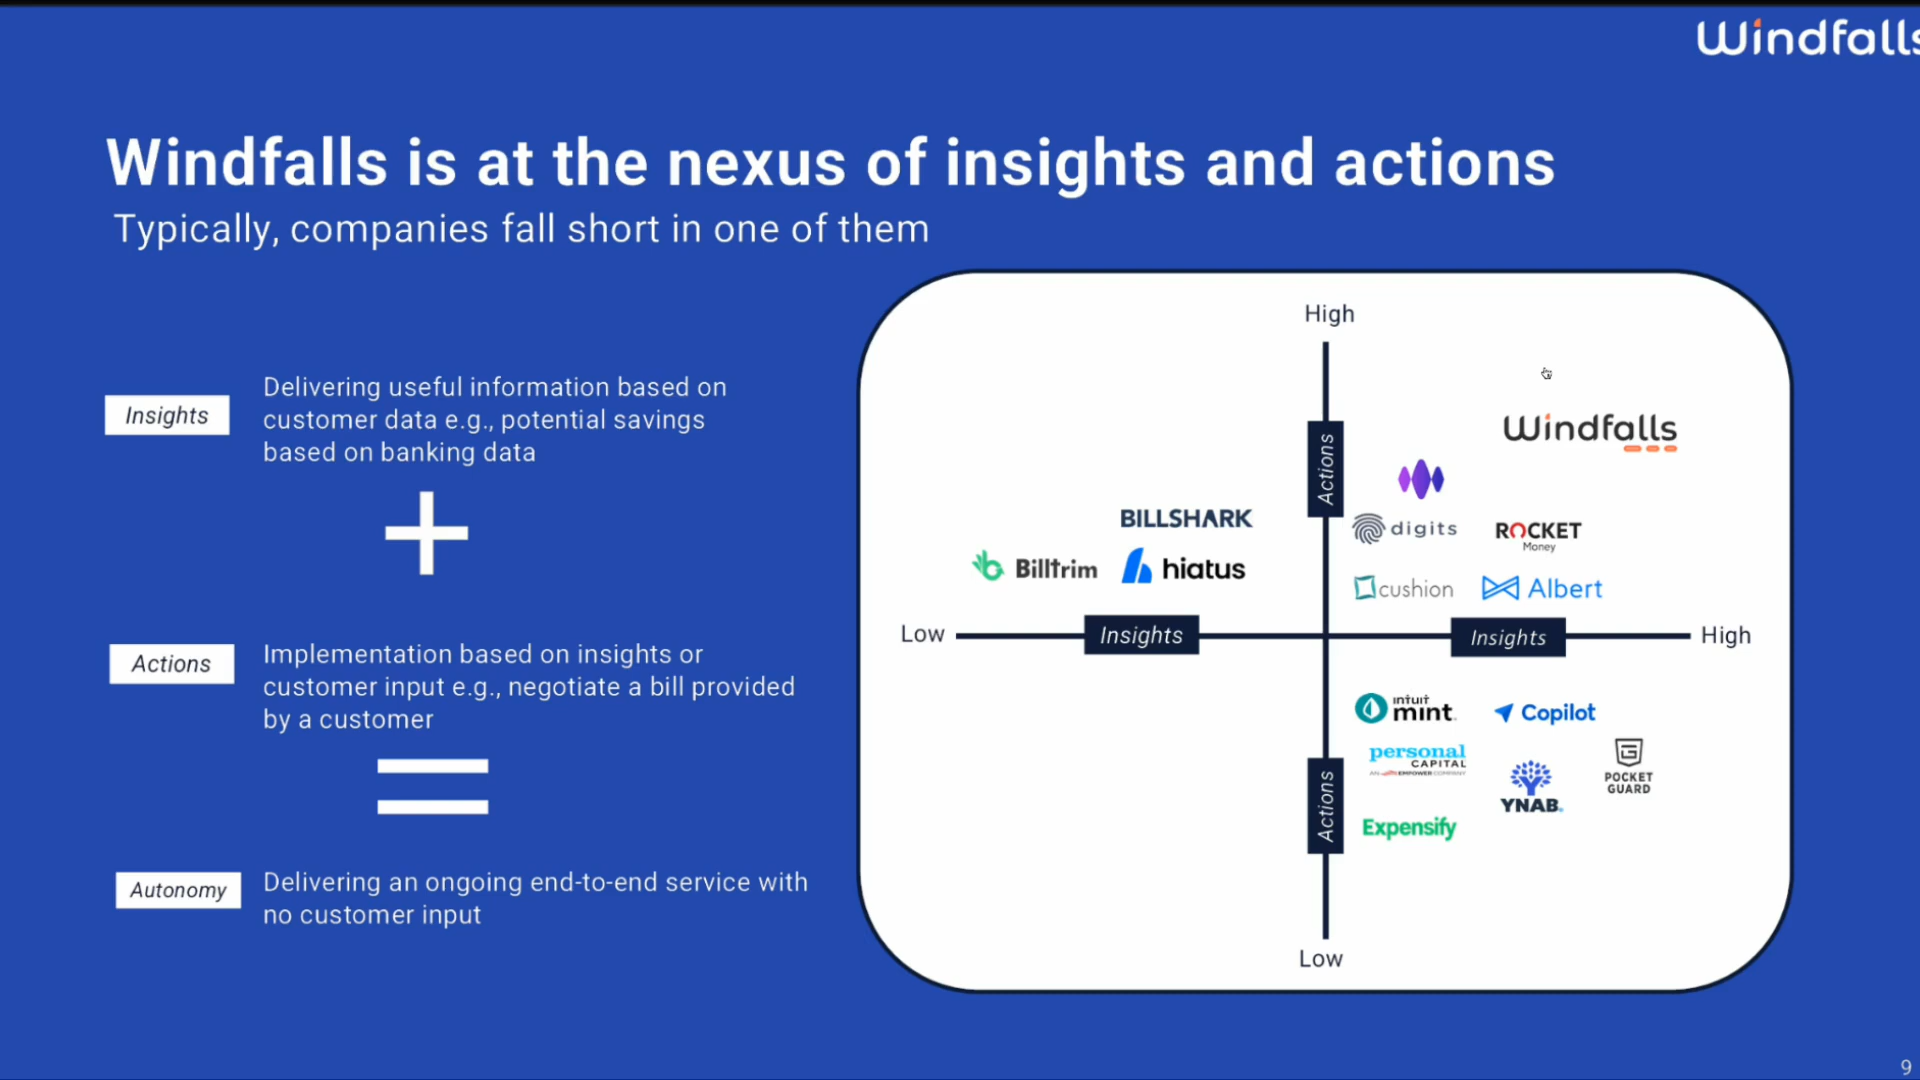 Windfalls
Windfalls is at the nexus of insights and actions
Typically, companies fall short in one of them
Insights
Delivering useful information based on
customer data e.g., potential savings
based on banking data
+
Actions
Implementation based on insights or
customer input e.g., negotiate a bill provided
by a customer
=
Autonomy
Delivering an ongoing end-to-end service with
no customer input
High
Actions
Windfalls
BILLSHARK
digits
ROCKET
Money
Billtrim
hiatus
cushion
Albert
Low
Insights
Insights
High
intuit
mint
Copilot
personal
CAPITAL
AN EMPOWER COMPANY
YNAB
POCKET
GUARD
Actions
Expensify
Low
9